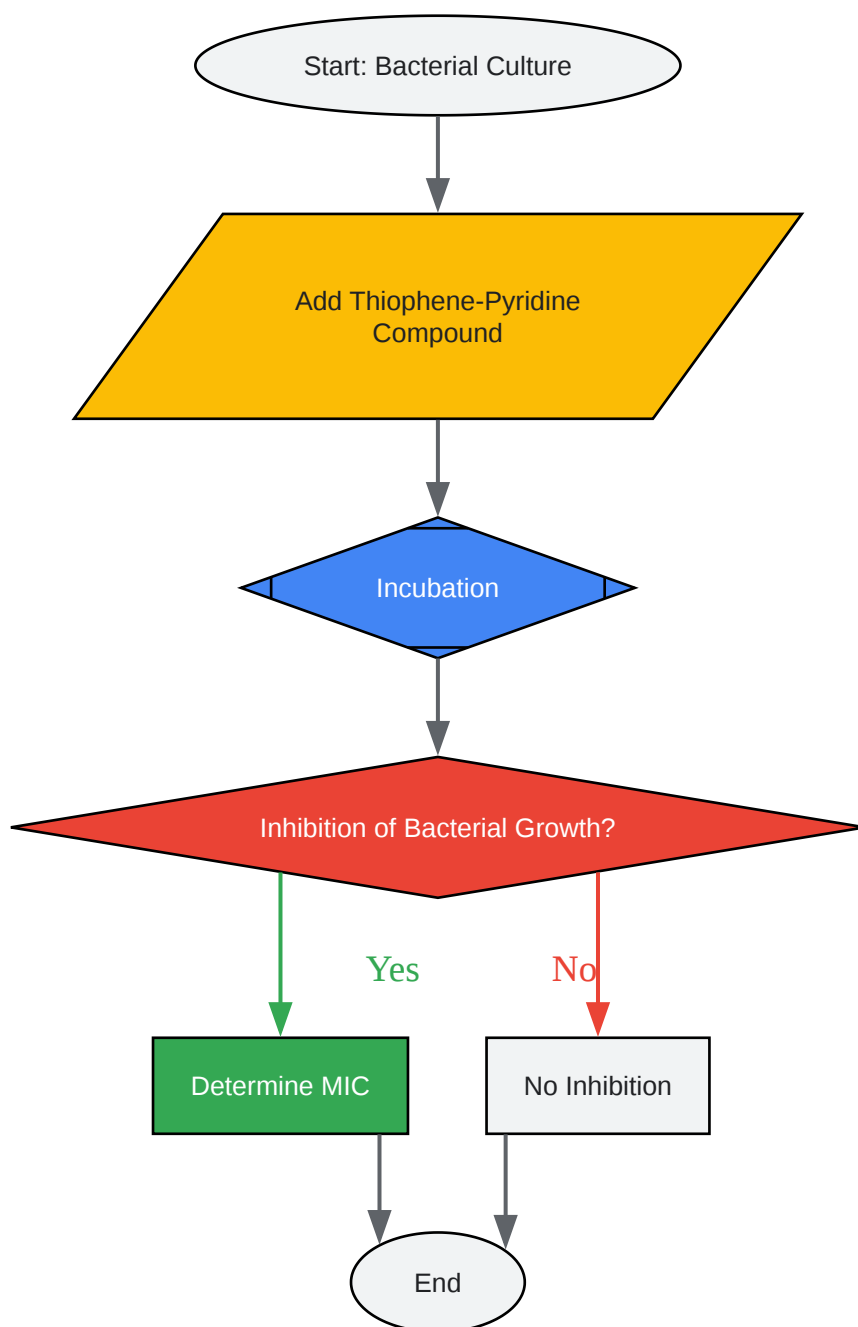 Start: Bacterial Culture
Add Thiophene-Pyridine
Compound
Incubation
Inhibition of Bacterial Growth?
Yes
No
Determine MIC
No Inhibition
End